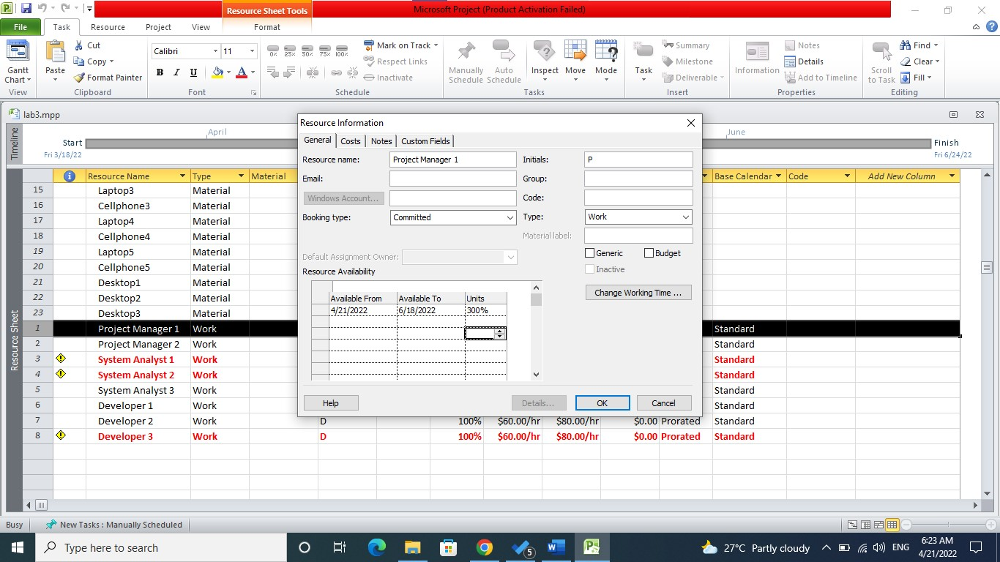 Resource Sheet Tools
Microsoft Project (Product Activation Failed)
File Task Resource Project View Format
Gantt Chart
View
Paste
Cut
Copy
Format Painter
Clipboard
Calibri 11
B I U A
Font
0% 25% 50% 75% 100%
Mark on Track
Respect Links
Inactivate
Schedule
Manually Schedule
Auto Schedule
Inspect
Move
Mode
Tasks
Task
Summary
Milestone
Deliverable
Insert
Information
Notes
Details
Add to Timeline
Properties
Scroll to Task
Find
Clear
Fill
Editing
lab3.mpp
Timeline
Start
Fri 3/18/22
April
June
Finish
Fri 6/24/22
Resource Sheet
Resource Name Type Material Base Calendar Code Add New Column
15 Laptop3 Material
16 Cellphone3 Material
17 Laptop4 Material
18 Cellphone4 Material
19 Laptop5 Material
20 Cellphone5 Material
21 Desktop1 Material
22 Desktop2 Material
23 Desktop3 Material
1 Project Manager 1 Work Standard
2 Project Manager 2 Work Standard
3 System Analyst 1 Work Standard
4 System Analyst 2 Work Standard
5 System Analyst 3 Work Standard
6 Developer 1 Work Standard
7 Developer 2 Work D 100% $60.00/hr $80.00/hr $0.00 Prorated Standard
8 Developer 3 Work D 100% $60.00/hr $80.00/hr $0.00 Prorated Standard
Resource Information
General Costs Notes Custom Fields
Resource name: Project Manager 1 Initials: P
Email: Group:
Windows Account... Code:
Booking type: Committed Type: Work
Material label:
Default Assignment Owner: Generic Budget
Inactive
Resource Availability
Change Working Time ...
Available From Available To Units
4/21/2022 6/18/2022 300%
Help Details... OK Cancel
Busy New Tasks : Manually Scheduled
Type here to search
5
27°C Partly cloudy
ENG
6:23 AM
4/21/2022